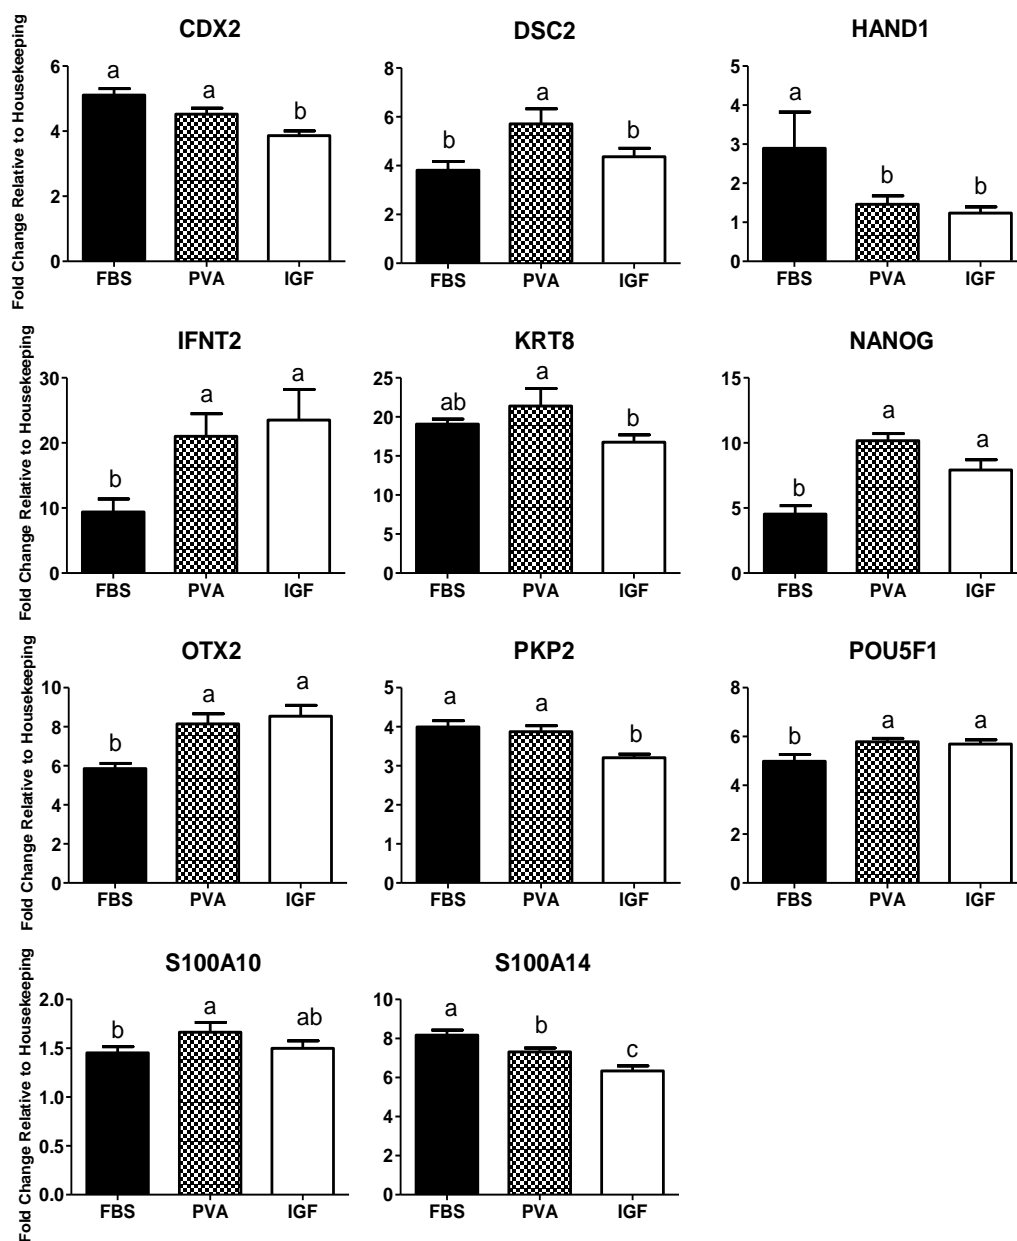 CDX2 DSC2 HAND1
Fold Change Relative to Housekeeping
6
4
2
0
a a b
FBS PVA IGF
8
6
4
2
0
b a b
FBS PVA IGF
5
4
3
2
1
0
a b b
FBS PVA IGF
IFNT2 KRT8 NANOG
Fold Change Relative to Housekeeping
30
20
10
0
b a a
FBS PVA IGF
25
20
15
10
5
0
ab a b
FBS PVA IGF
15
10
5
0
b a a
FBS PVA IGF
OTX2 PKP2 POU5F1
Fold Change Relative to Housekeeping
10
8
6
4
2
0
b a a
FBS PVA IGF
5
4
3
2
1
0
a a b
FBS PVA IGF
8
6
4
2
0
b a a
FBS PVA IGF
S100A10 S100A14
Fold Change Relative to Housekeeping
2.0
1.5
1.0
0.5
0.0
b a ab
FBS PVA IGF
10
8
6
4
2
0
a b c
FBS PVA IGF